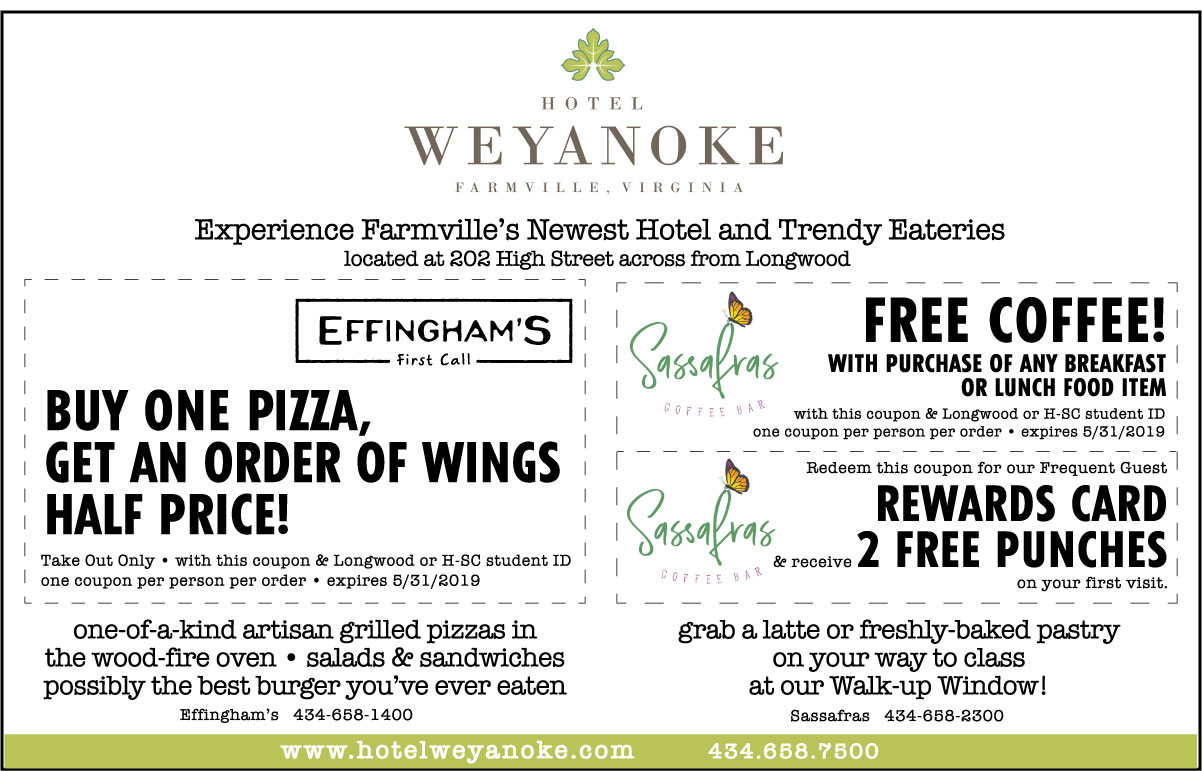 HOTEL
WEYANOKE
FARMVILLE, VIRGINIA
Experience Farmville's Newest Hotel and Trendy Eateries
located at 202 High Street across from Longwood
EFFINGHAM'S
First Call
BUY ONE PIZZA,
GET AN ORDER OF WINGS
HALF PRICE!
Take Out Only • with this coupon & Longwood or H-SC student ID
one coupon per person per order • expires 5/31/2019
one-of-a-kind artisan grilled pizzas in
the wood-fire oven • salads & sandwiches
possibly the best burger you've ever eaten
Effingham's 434-658-1400
Sassafras
COFFEE BAR
FREE COFFEE!
WITH PURCHASE OF ANY BREAKFAST
OR LUNCH FOOD ITEM
with this coupon & Longwood or H-SC student ID
one coupon per person per order • expires 5/31/2019
Sassafras
COFFEE BAR
Redeem this coupon for our Frequent Guest
REWARDS CARD
& receive 2 FREE PUNCHES
on your first visit.
grab a latte or freshly-baked pastry
on your way to class
at our Walk-up Window!
Sassafras 434-658-2300
www.hotelweyanoke.com 434.658.7500